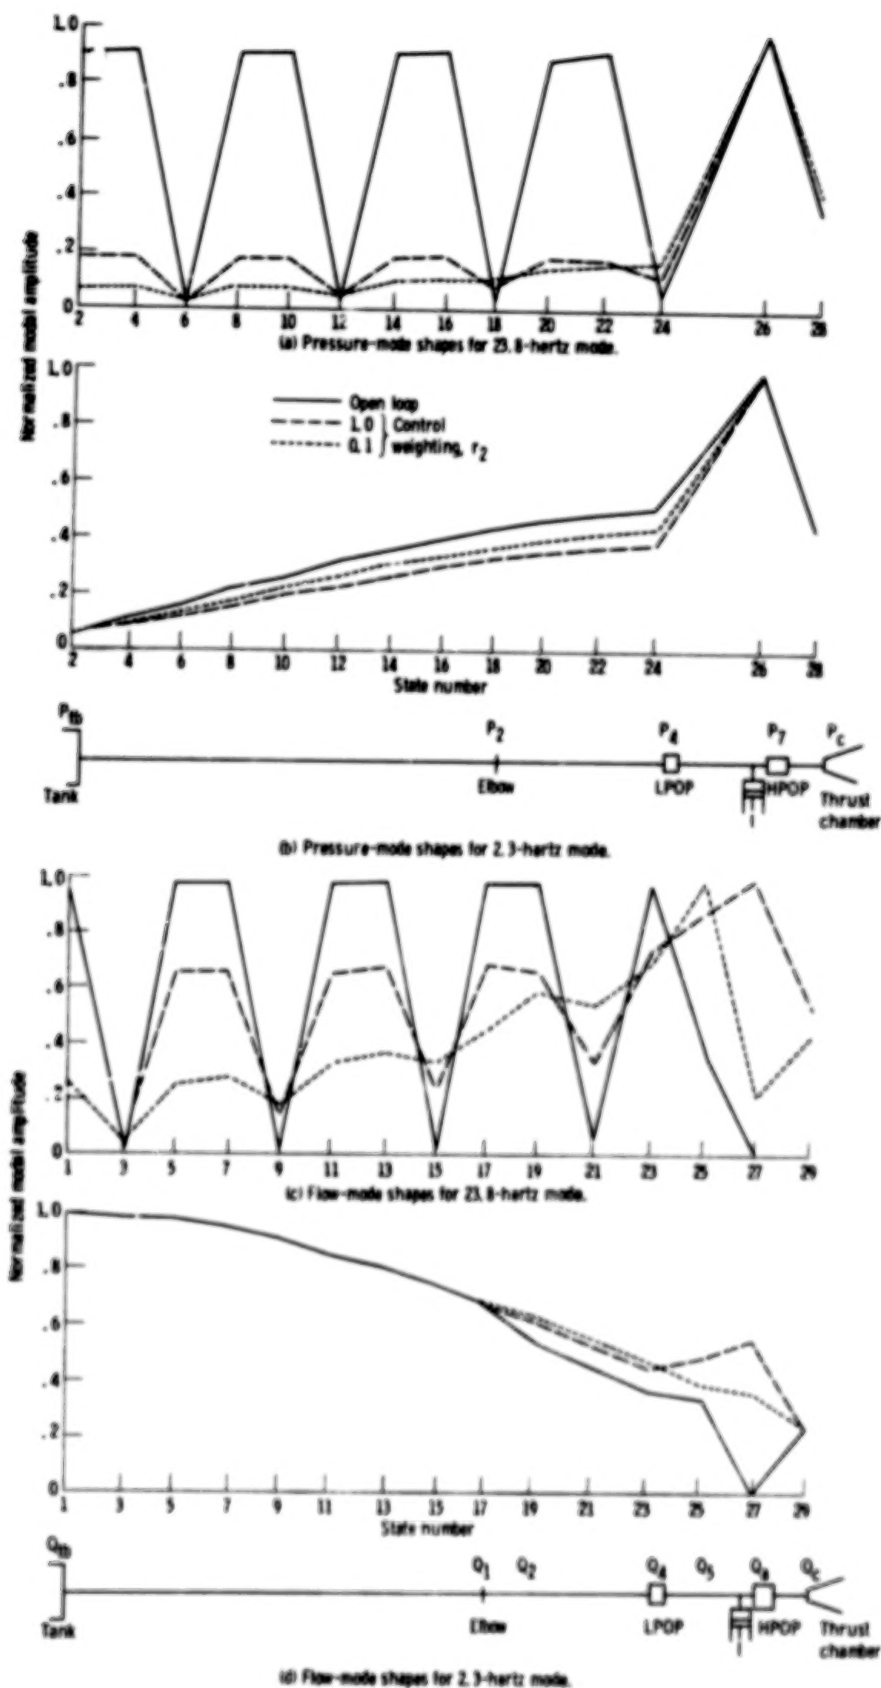 Normalized modal amplitude
1.0
.8
.6
.4
.2
0
2 4 6 8 10 12 14 16 18 20 22 24 26 28
(a) Pressure-mode shapes for 23.8-hertz mode.
1.0
.8
.6
.4
.2
0
Open loop
1.0 } Control
0.1 } weighting, r2
2 4 6 8 10 12 14 16 18 20 22 24 26 28
State number
Ptb P2 P4 P7 Pc
Tank Elbow LPOP HPOP Thrust chamber
(b) Pressure-mode shapes for 2.3-hertz mode.
Normalized modal amplitude
1.0
.8
.6
.4
.2
0
1 3 5 7 9 11 13 15 17 19 21 23 25 27 29
(c) Flow-mode shapes for 23.8-hertz mode.
1.0
.8
.6
.4
.2
0
1 3 5 7 9 11 13 15 17 19 21 23 25 27 29
State number
Qtb Q1 Q2 Q4 Q5 Qa Qc
Tank Elbow LPOP HPOP Thrust chamber
(d) Flow-mode shapes for 2.3-hertz mode.